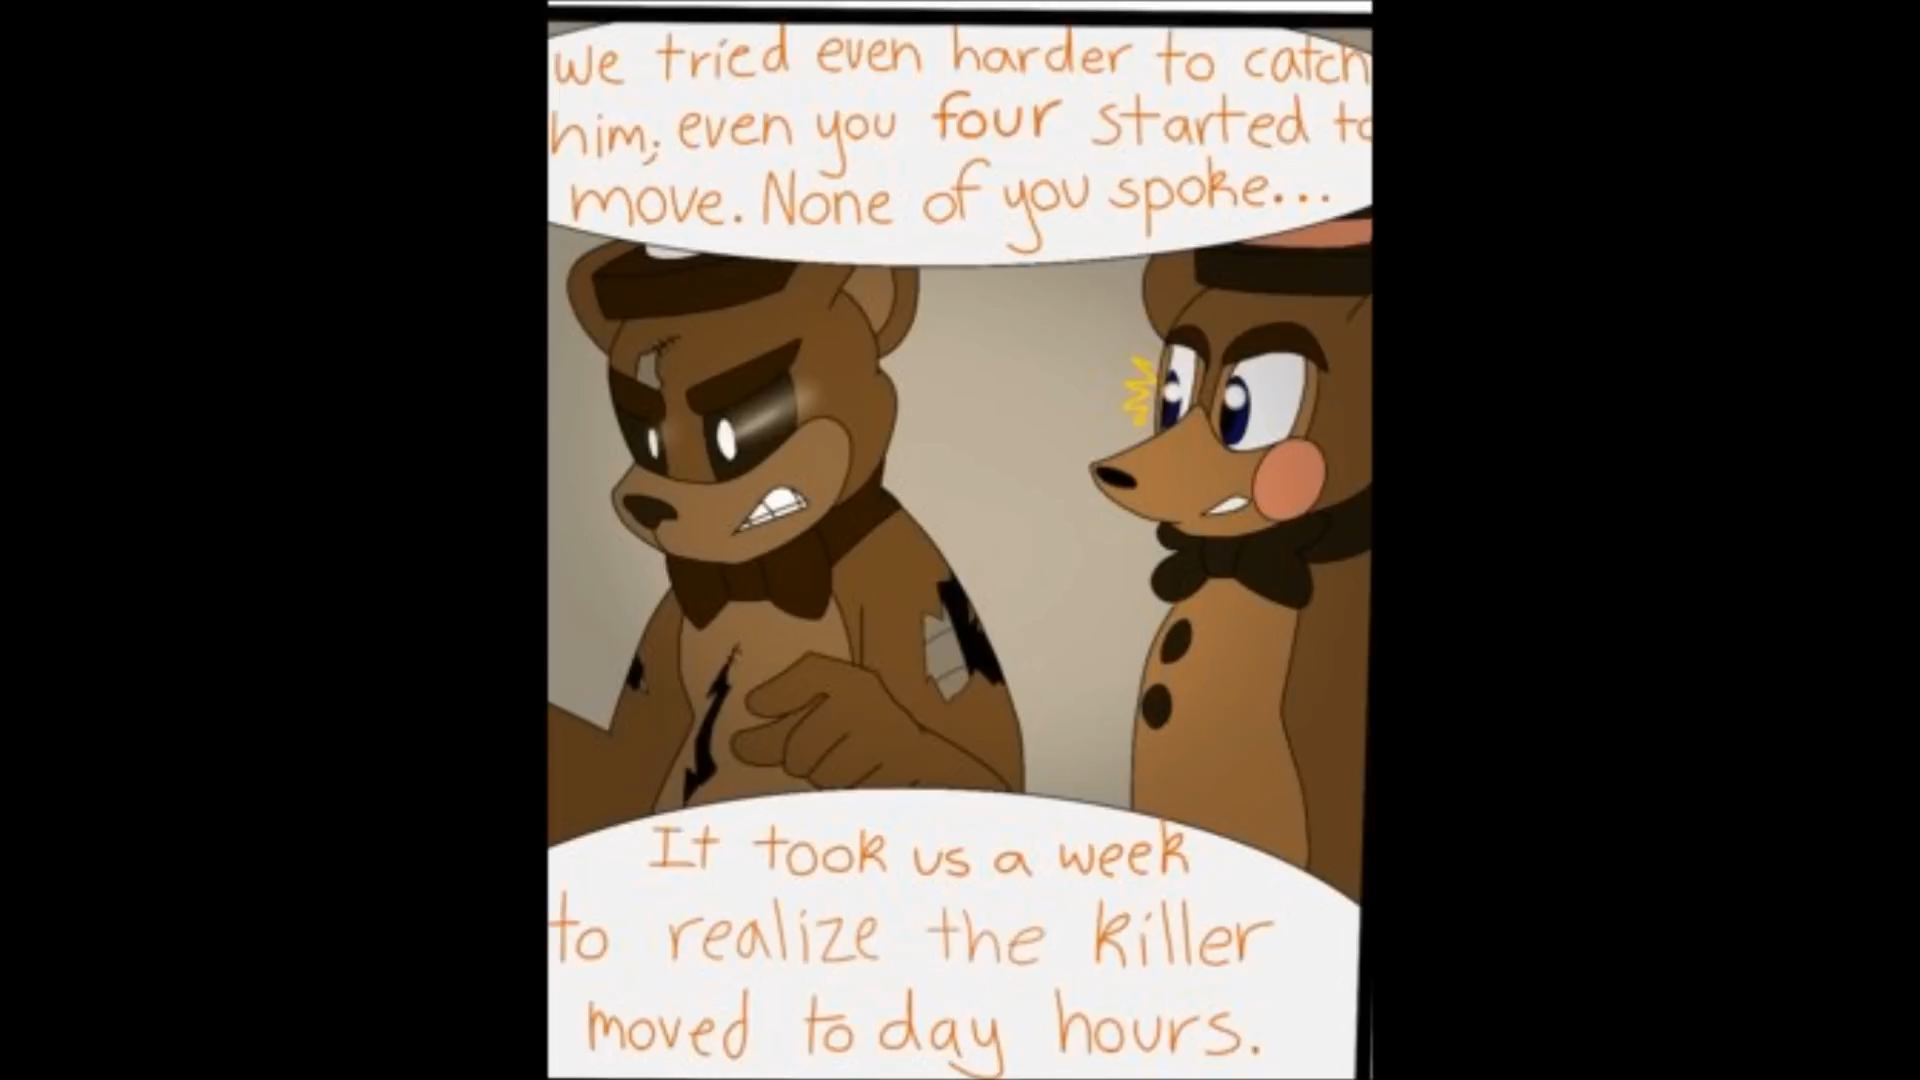 we tried even harder to catch
him; even you four started to
move. None of you spoke...
It took us a week
to realize the killer
moved to day hours.